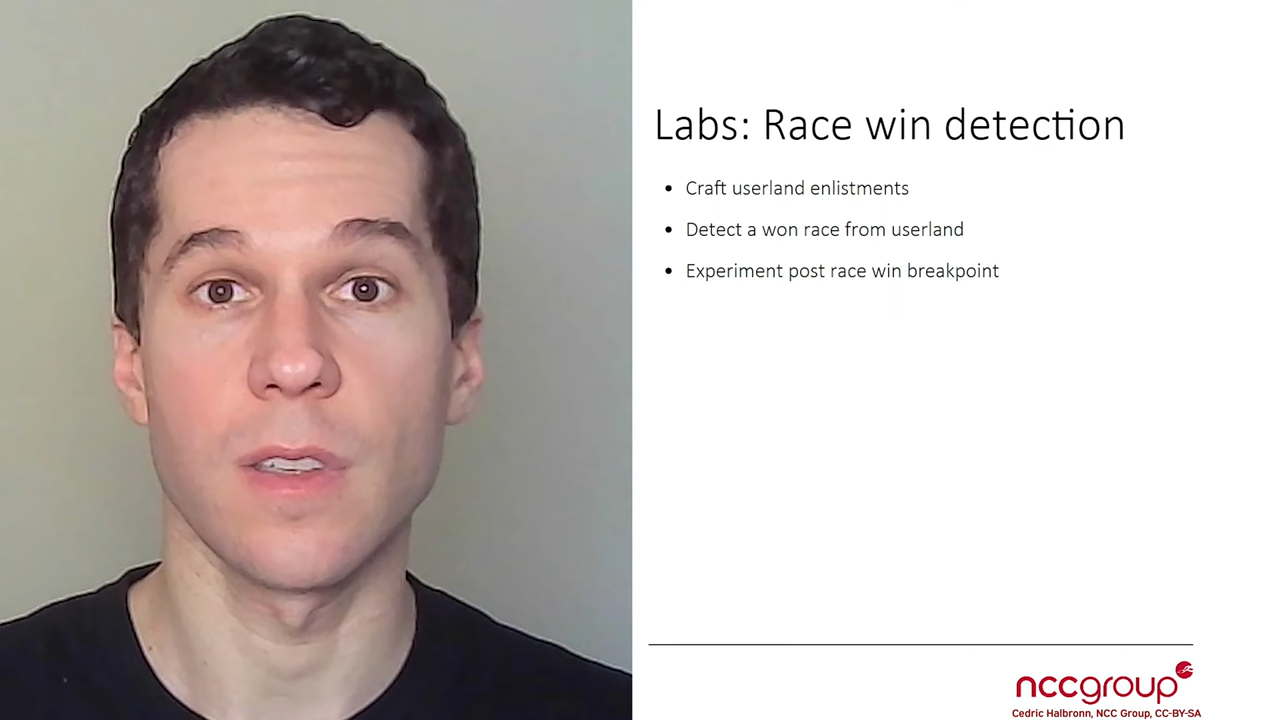 Labs: Race win detection
• Craft userland enlistments
• Detect a won race from userland
• Experiment post race win breakpoint
nccgroup
Cedric Halbronn, NCC Group, CC-BY-SA